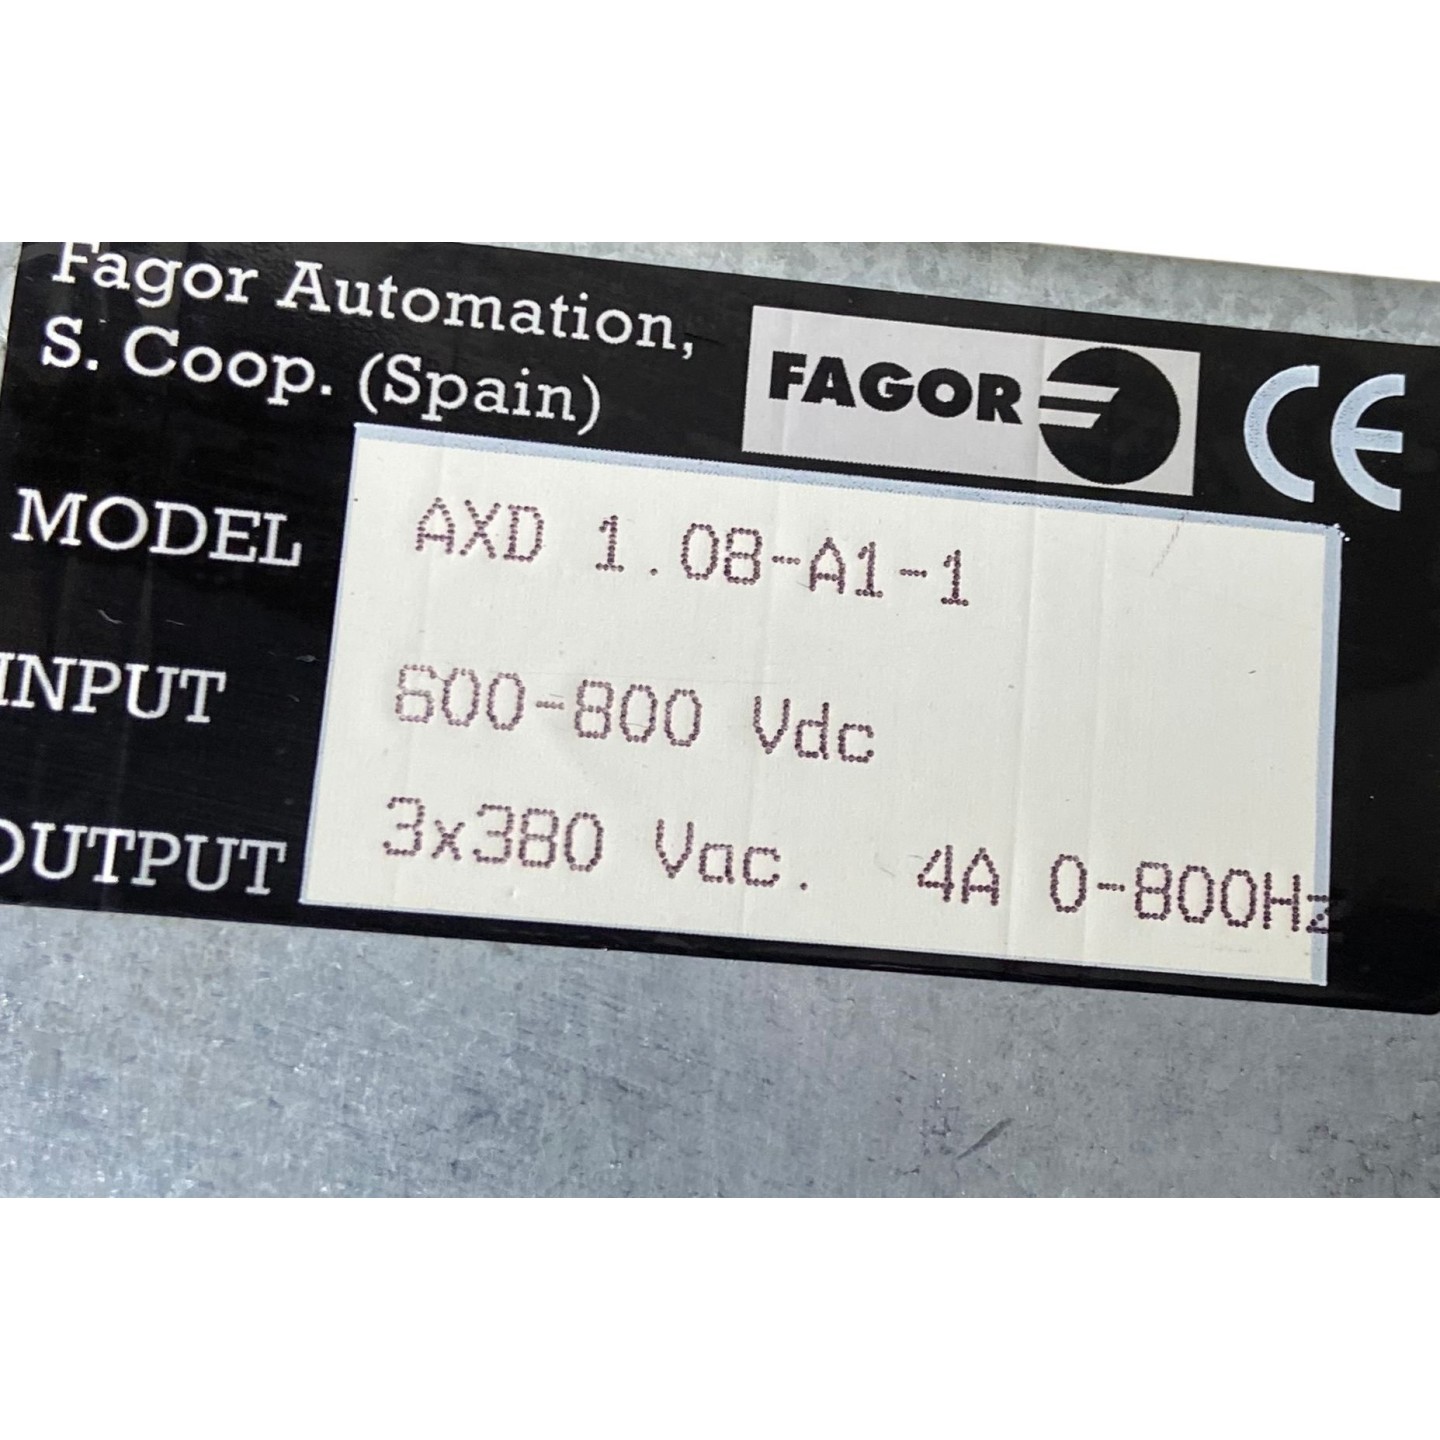 Fagor Automation,
S. Coop. (Spain)
FAGOR
CE
MODEL AXD 1.08-A1-1
INPUT 600-800 Vdc
OUTPUT 3x380 Vac. 4A 0-800Hz